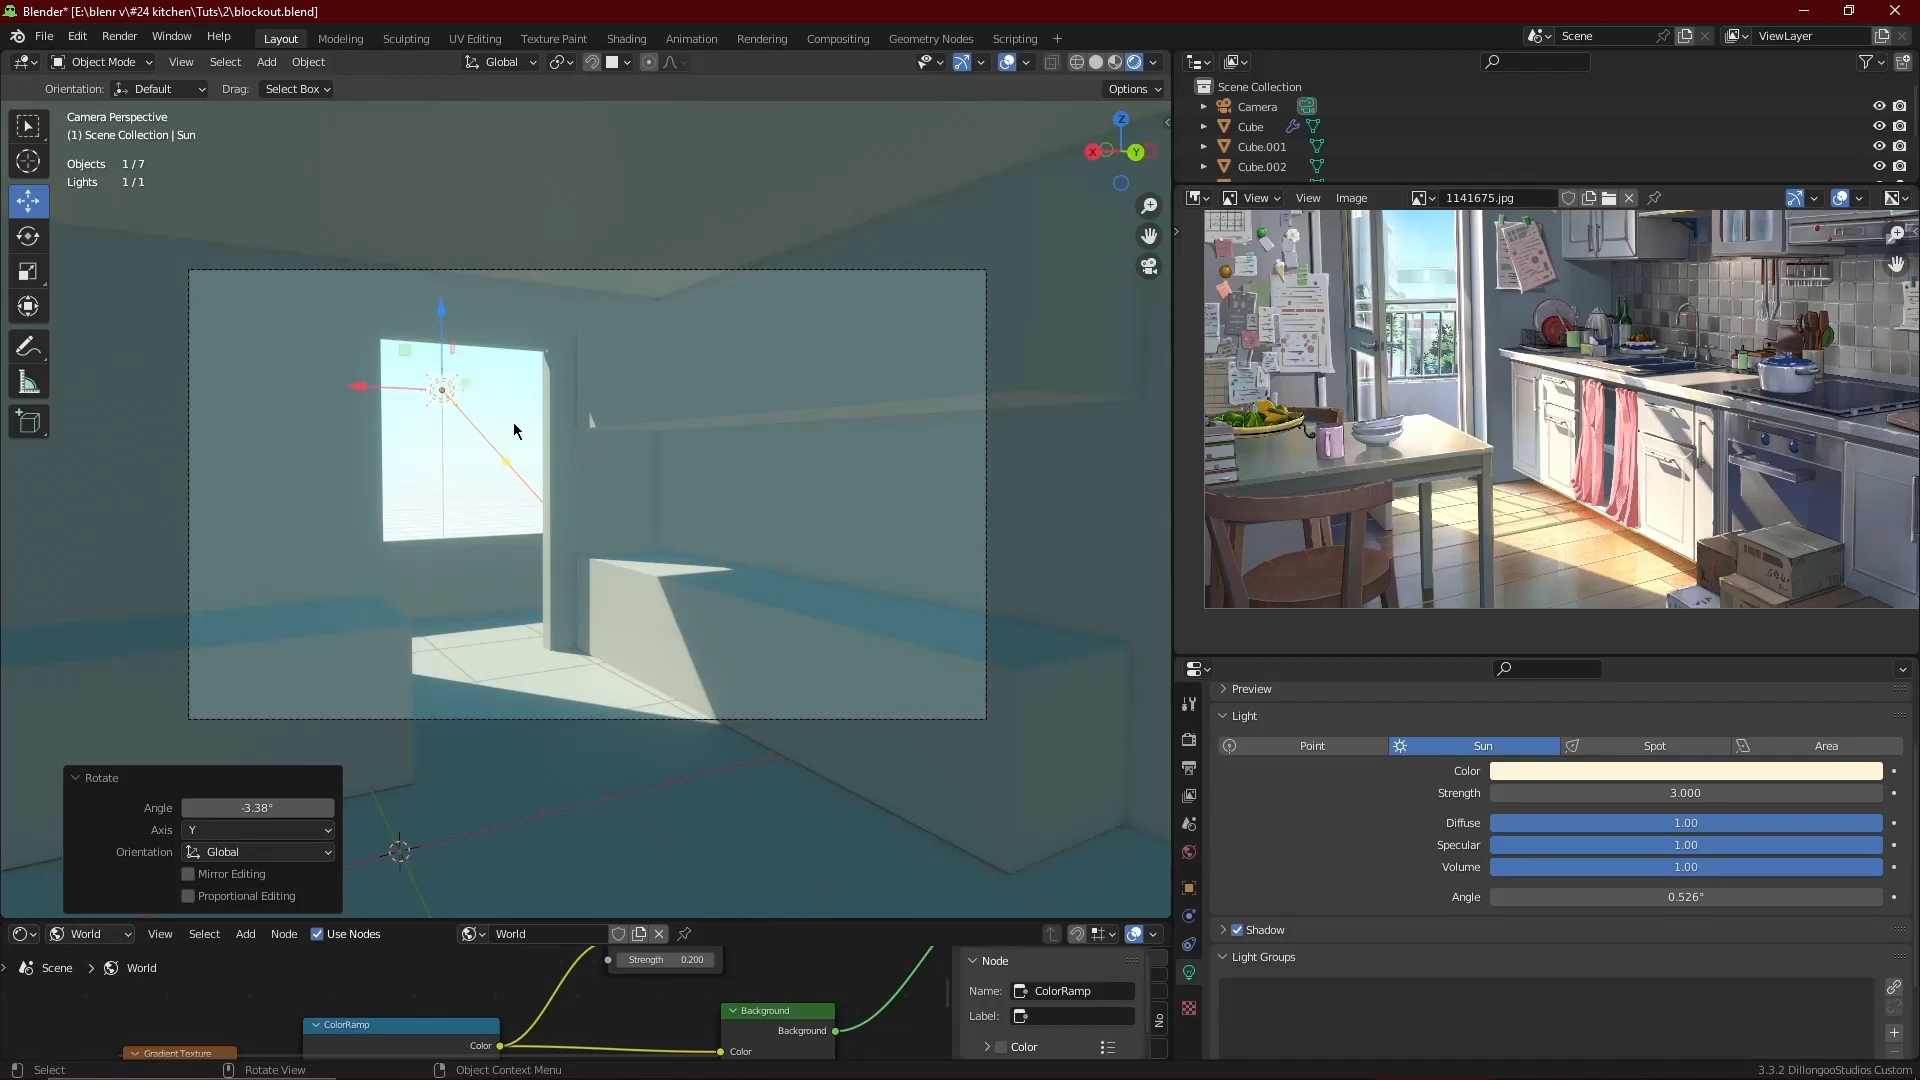 Blender* [E:\blenr v\#24 kitchen\Tuts\2\blockout.blend]
File Edit Render Window Help Layout Modeling Sculpting UV Editing Texture Paint Shading Animation Rendering Compositing Geometry Nodes Scripting + Scene ViewLayer
Object Mode View Select Add Object Global
Orientation: Default Drag: Select Box Options
Camera Perspective
(1) Scene Collection | Sun
Objects 1/7
Lights 1/1
Z
X
Y
Rotate
Angle -3.38°
Axis Y
Orientation Global
Mirror Editing
Proportional Editing
Scene Collection
Camera
Cube
Cube.001
Cube.002
View View Image 1141675.jpg
Preview
Light
Point Sun Spot Area
Color
Strength 3.000
Diffuse 1.00
Specular 1.00
Volume 1.00
Angle 0.526°
Shadow
Light Groups
World View Select Add Node Use Nodes World
Scene > World
Strength 0.200
ColorRamp
Color
Gradient Texture
Background
Background
Color
Node
Name: ColorRamp
Label:
Color
No
Select Rotate View Object Context Menu 3.3.2 DillongooStudios Custom